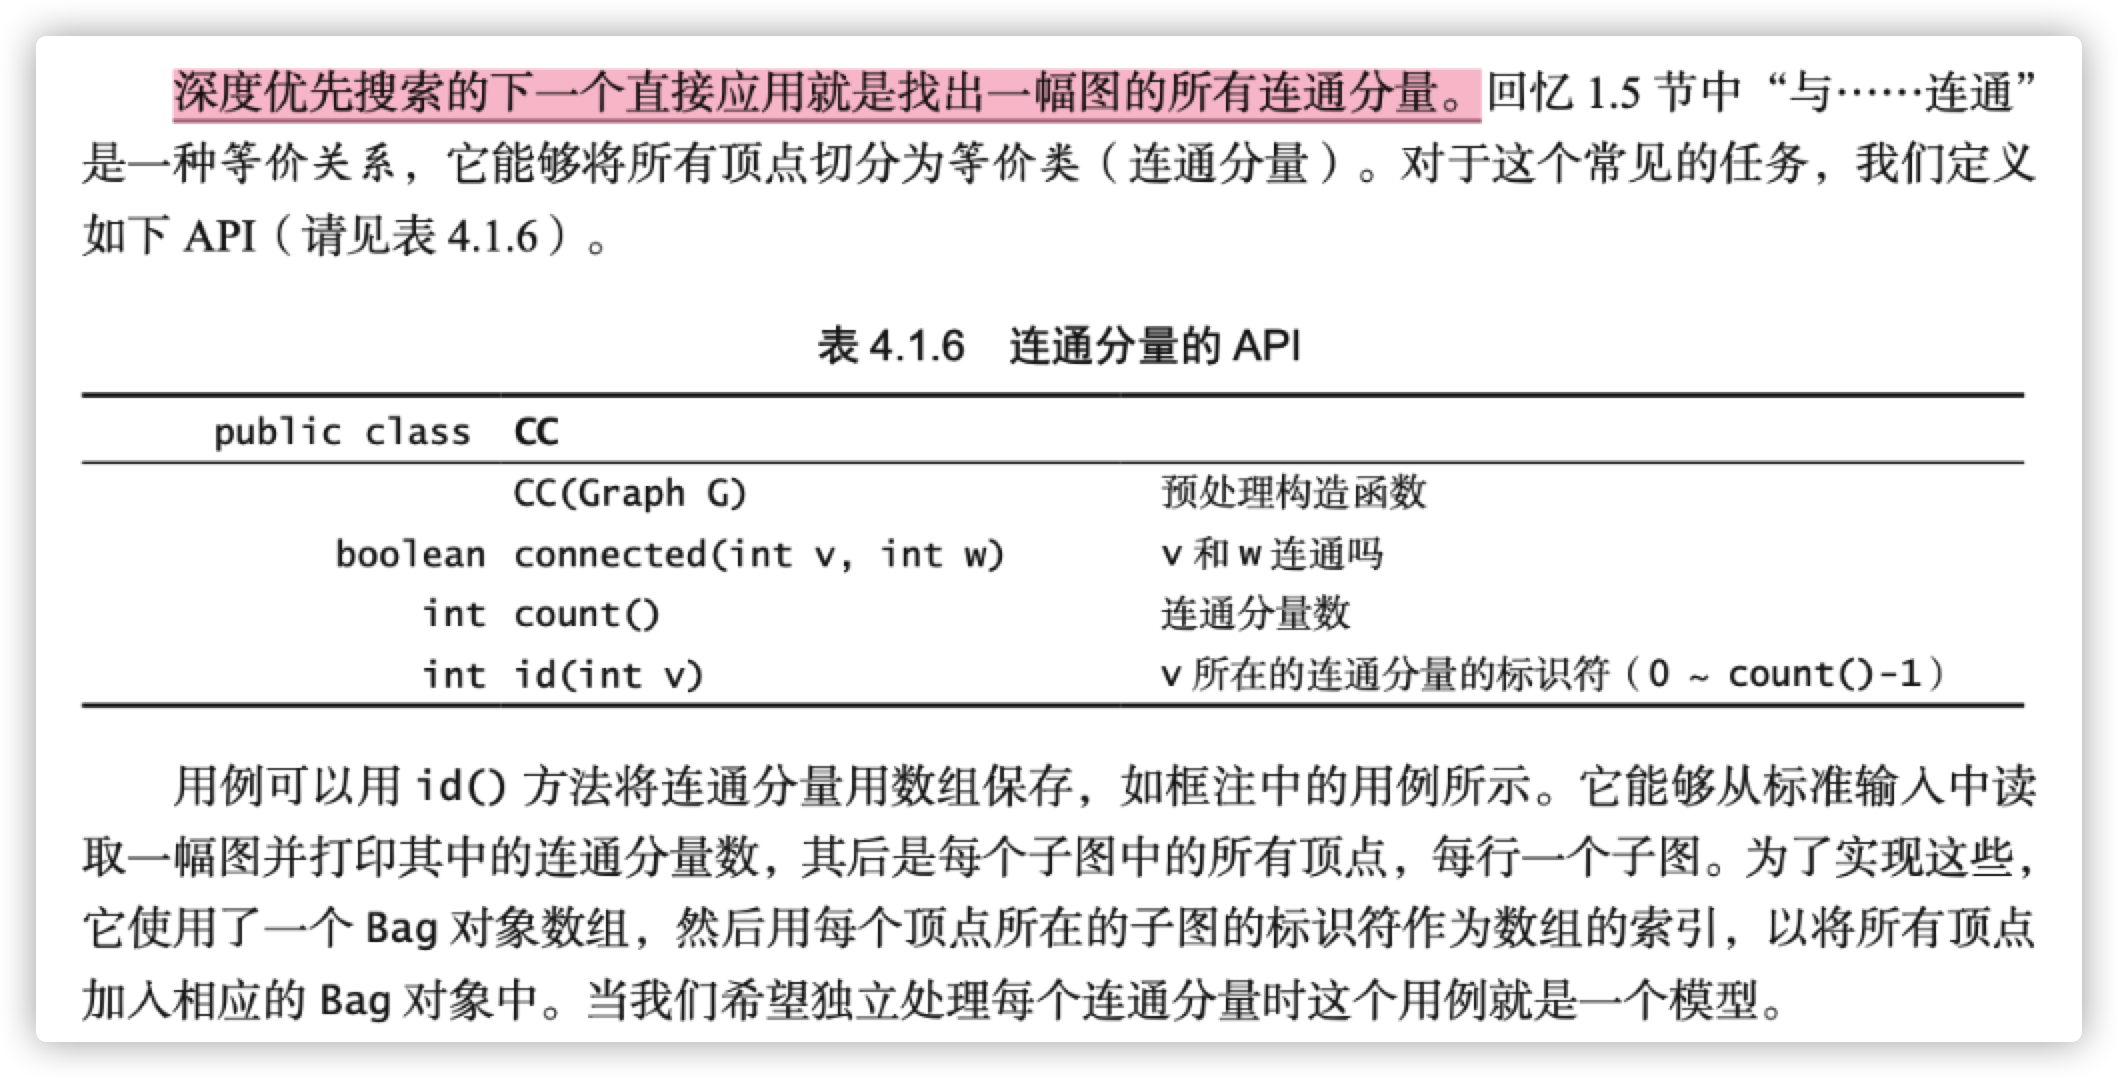 深度优先搜索的下一个直接应用就是找出一幅图的所有连通分量。回忆 1.5 节中“与……连通”
是一种等价关系，它能够将所有顶点切分为等价类（连通分量）。对于这个常见的任务，我们定义
如下 API（请见表 4.1.6）。
表 4.1.6 连通分量的 API
public class CC
CC(Graph G) 预处理构造函数
boolean connected(int v, int w) v 和 w 连通吗
int count() 连通分量数
int id(int v) v 所在的连通分量的标识符（0 ~ count()-1）
用例可以用 id() 方法将连通分量用数组保存，如框注中的用例所示。它能够从标准输入中读
取一幅图并打印其中的连通分量数，其后是每个子图中的所有顶点，每行一个子图。为了实现这些，
它使用了一个 Bag 对象数组，然后用每个顶点所在的子图的标识符作为数组的索引，以将所有顶点
加入相应的 Bag 对象中。当我们希望独立处理每个连通分量时这个用例就是一个模型。